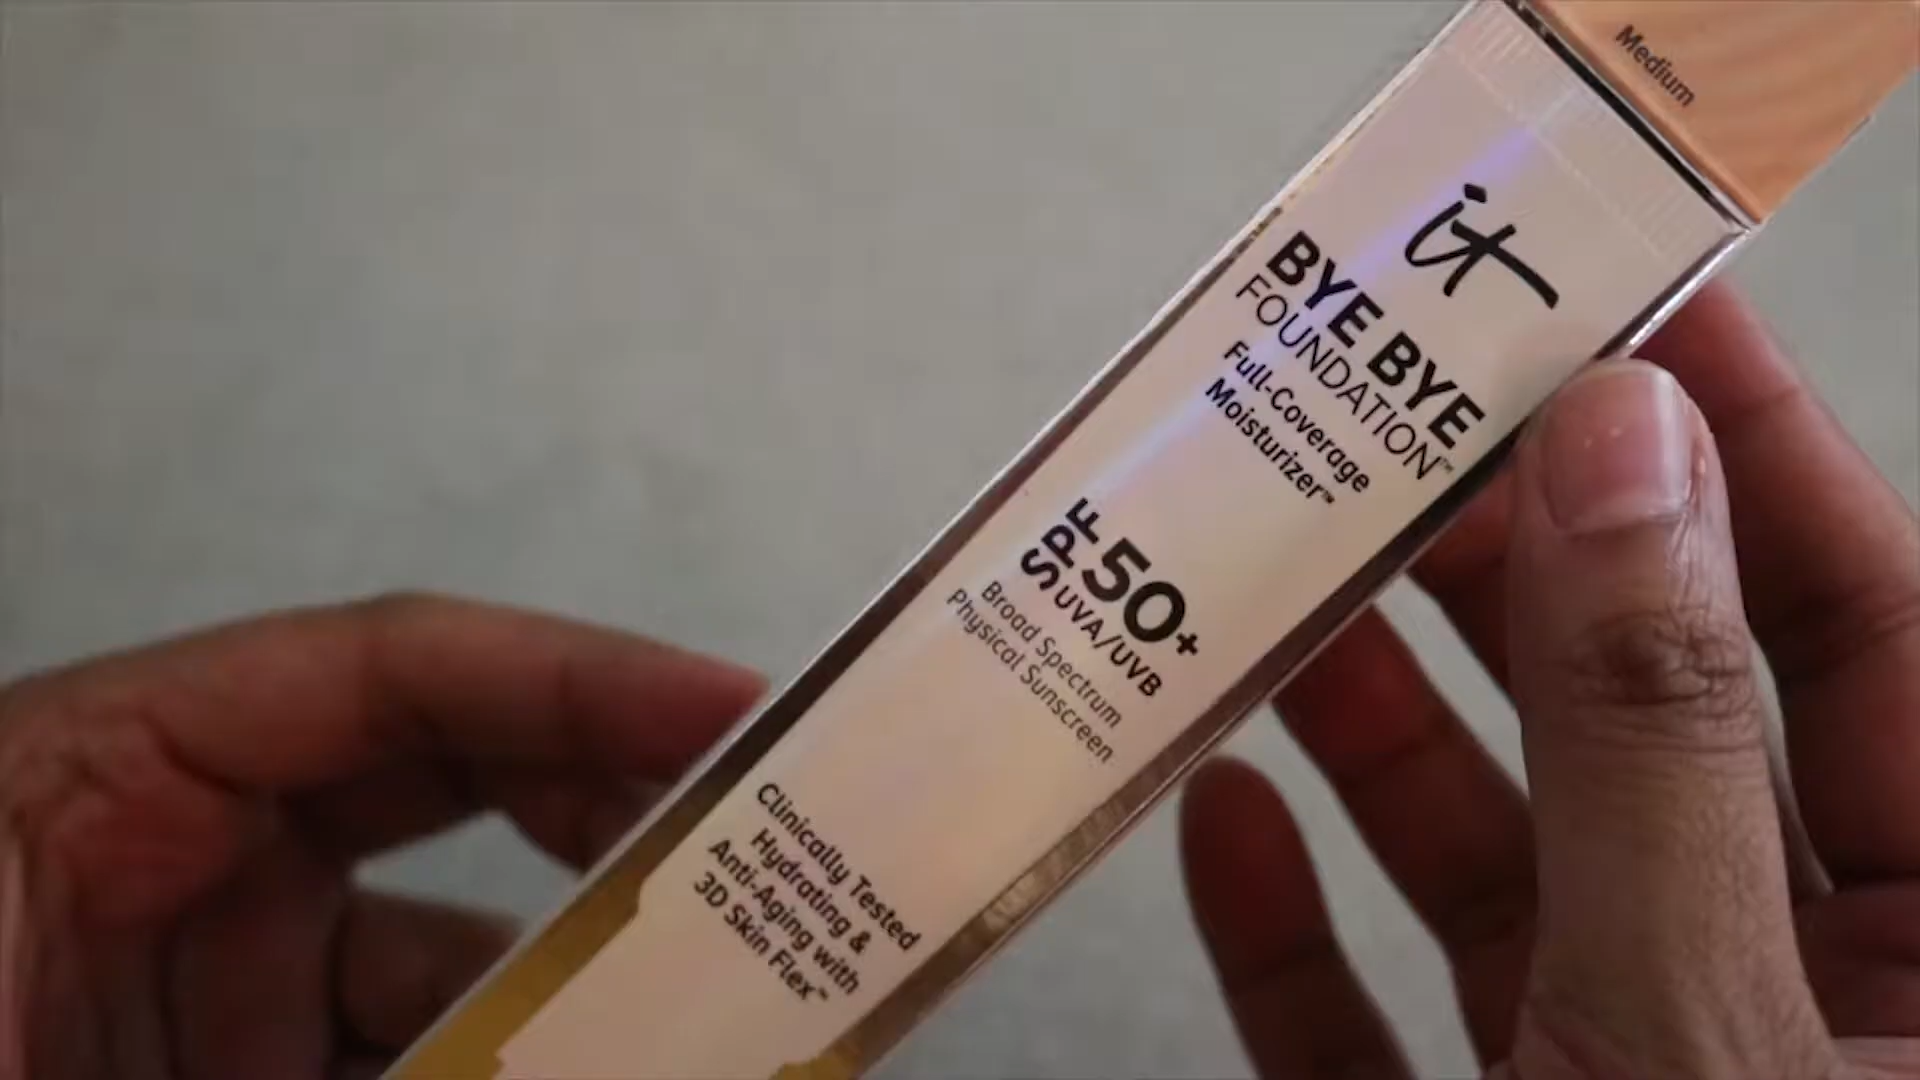 Medium
it
BYE BYE
FOUNDATION™
Full-Coverage
Moisturizer™
SPF 50+
UVA/UVB
Broad Spectrum
Physical Sunscreen
Clinically Tested
Hydrating &
Anti-Aging with
3D Skin Flex™